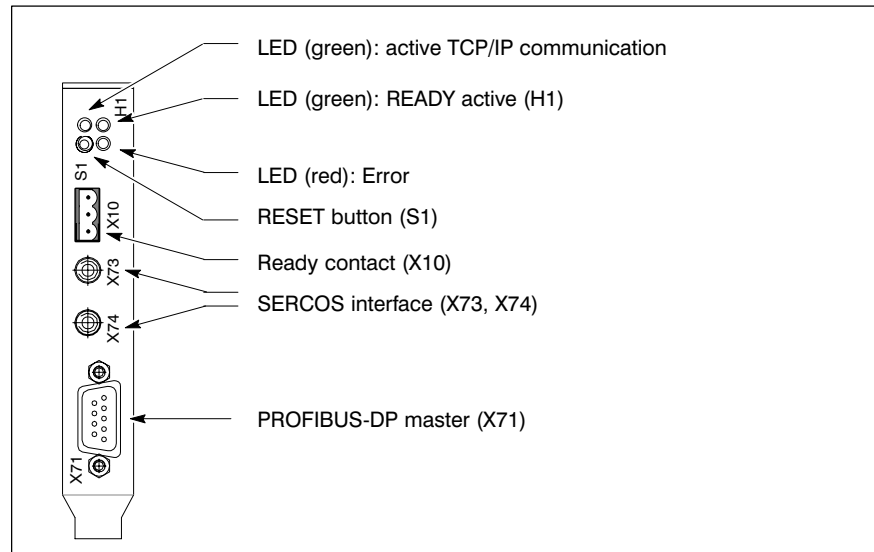 LED (green): active TCP/IP communication
LED (green): READY active (H1)
H1
LED (red): Error
S1
RESET button (S1)
X10
Ready contact (X10)
X73
SERCOS interface (X73, X74)
X74
PROFIBUS-DP master (X71)
X71